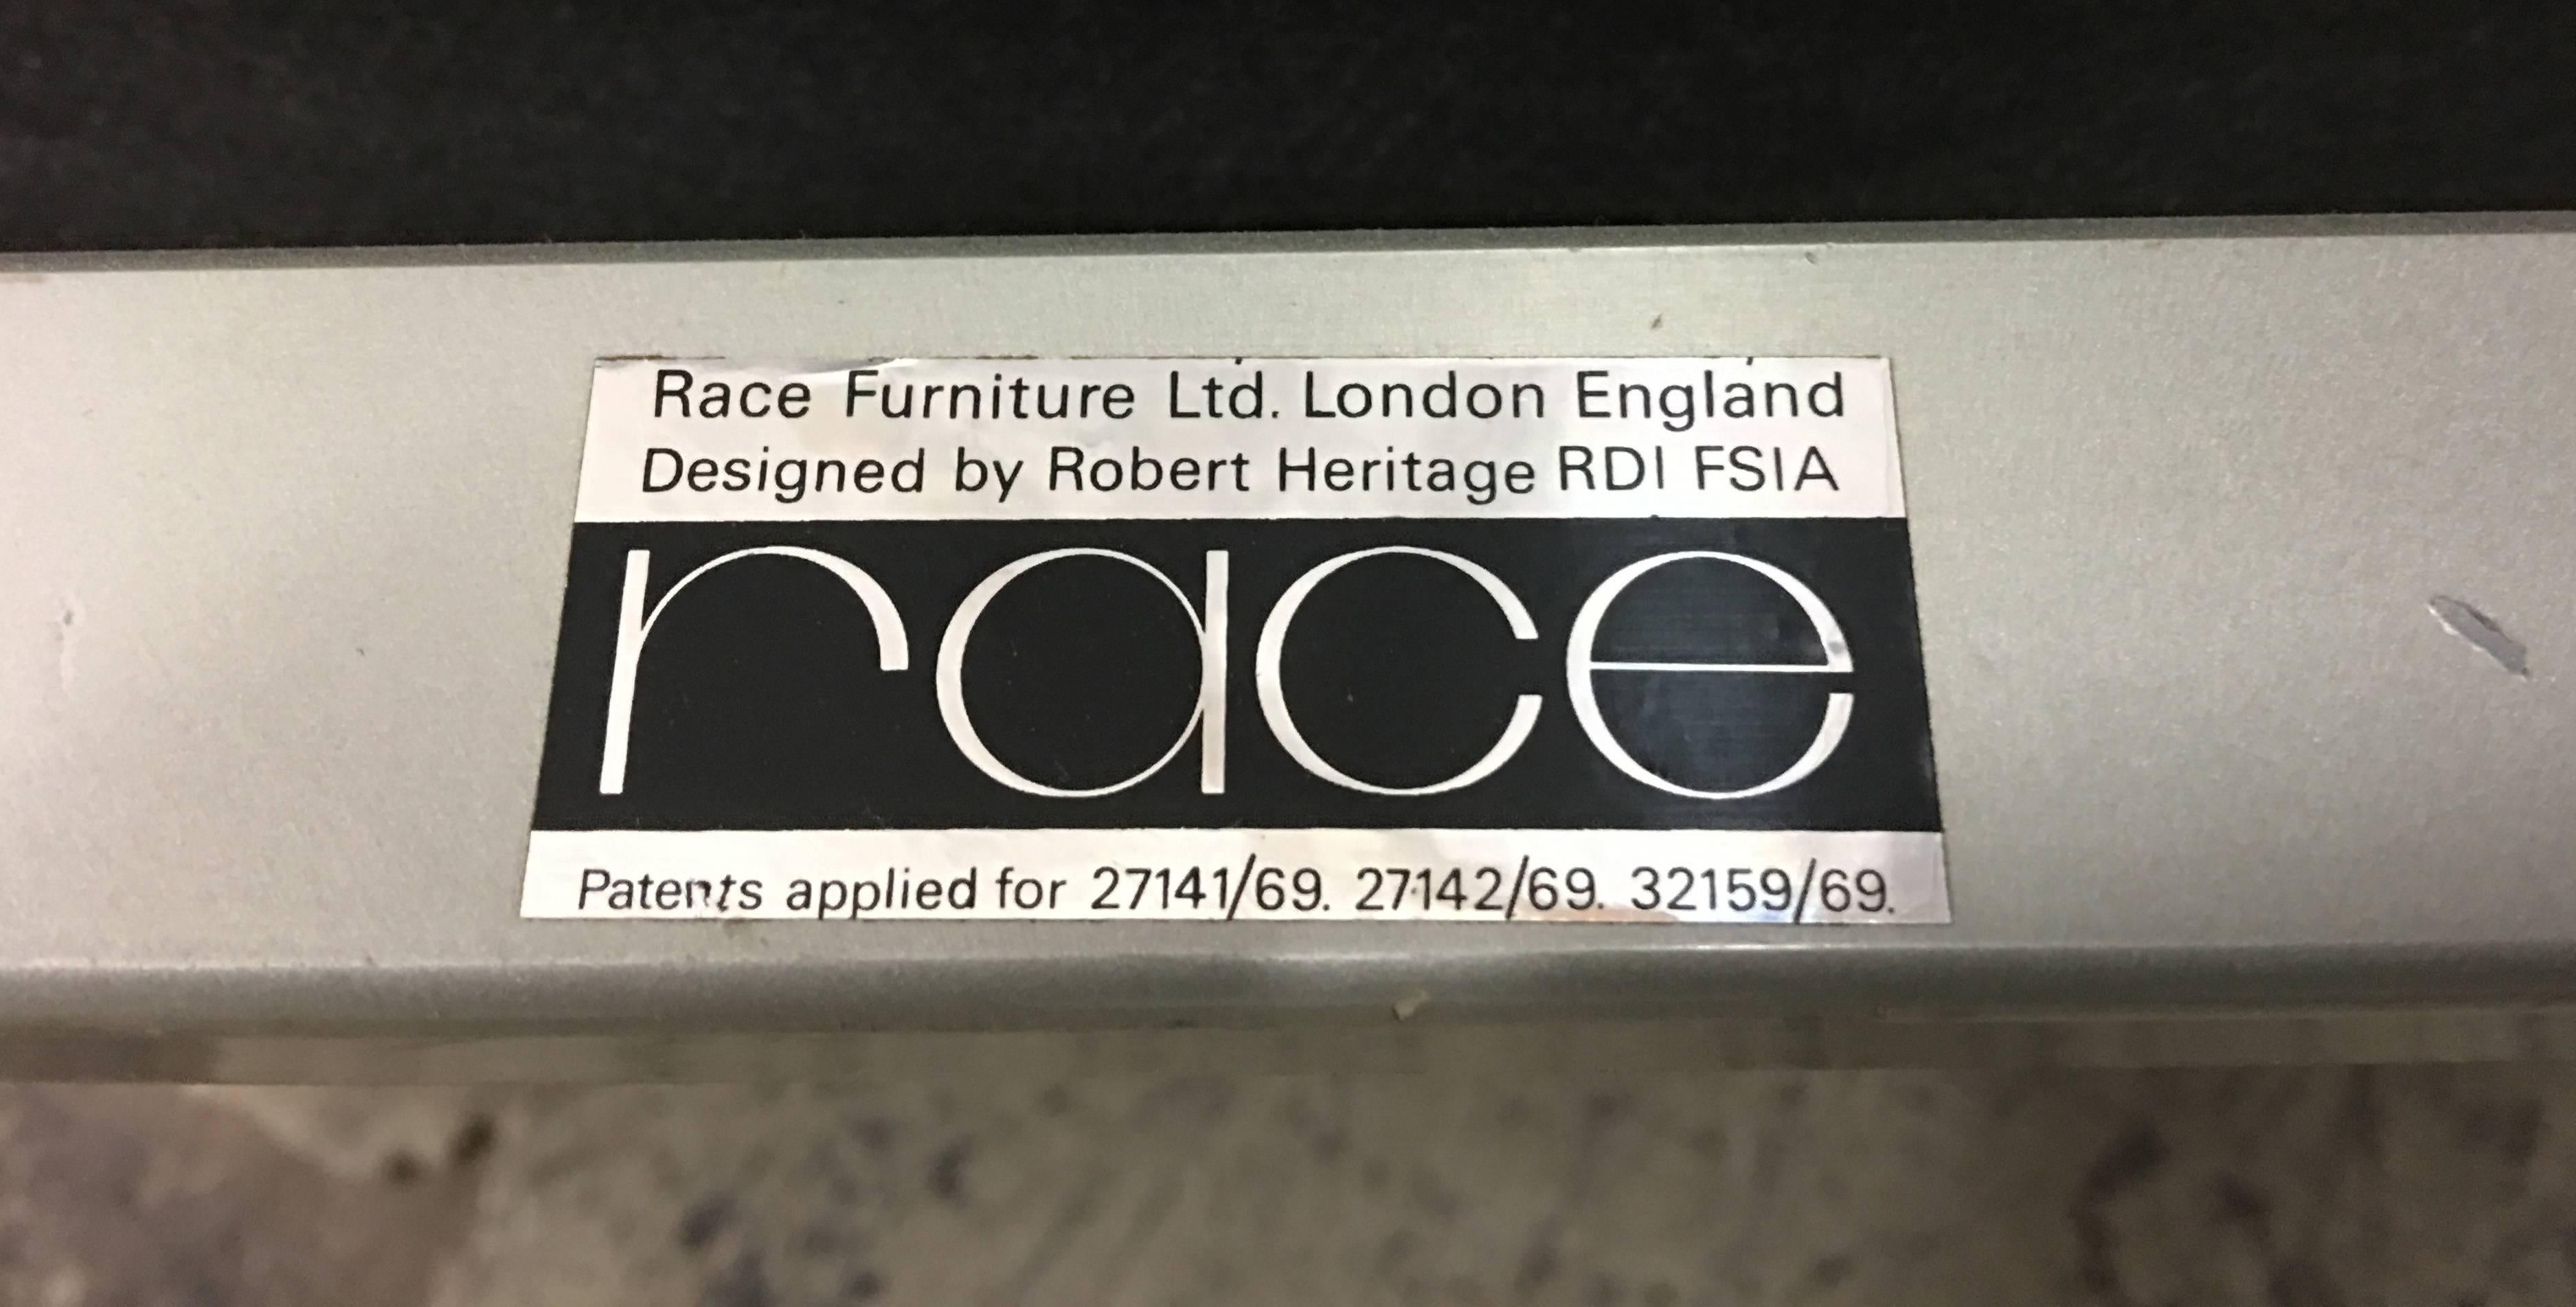 Race Furniture Ltd. London England
Designed by Robert Heritage RDI FSIA
race
Patents applied for 27141/69. 27142/69. 32159/69.